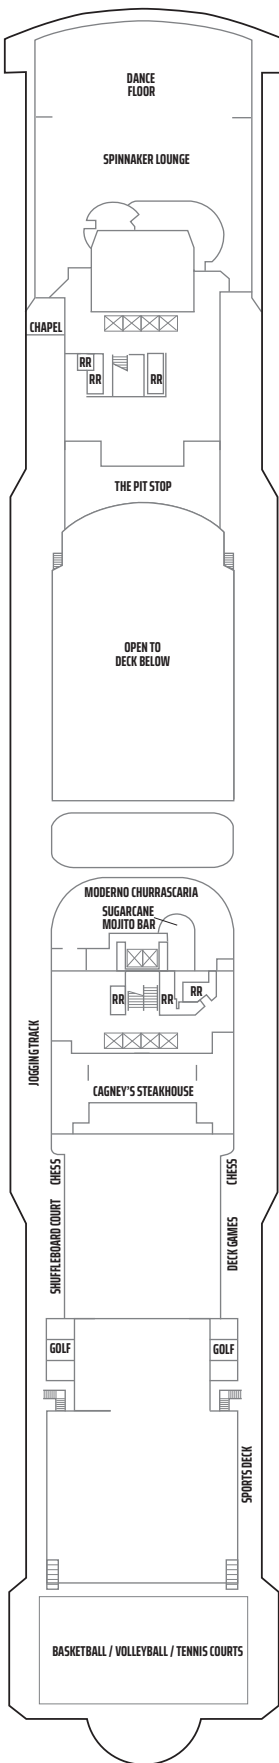 DANCE
FLOOR
SPINNAKER LOUNGE
CHAPEL
RR
RR
RR
THE PIT STOP
OPEN TO
DECK BELOW
MODERNO CHURRASCARIA
SUGARCANE
MOJITO BAR
RR
RR
RR
JOGGING TRACK
CAGNEY'S STEAKHOUSE
CHESS
CHESS
SHUFFLEBOARD COURT
DECK GAMES
GOLF
GOLF
SPORTS DECK
BASKETBALL / VOLLEYBALL / TENNIS COURTS